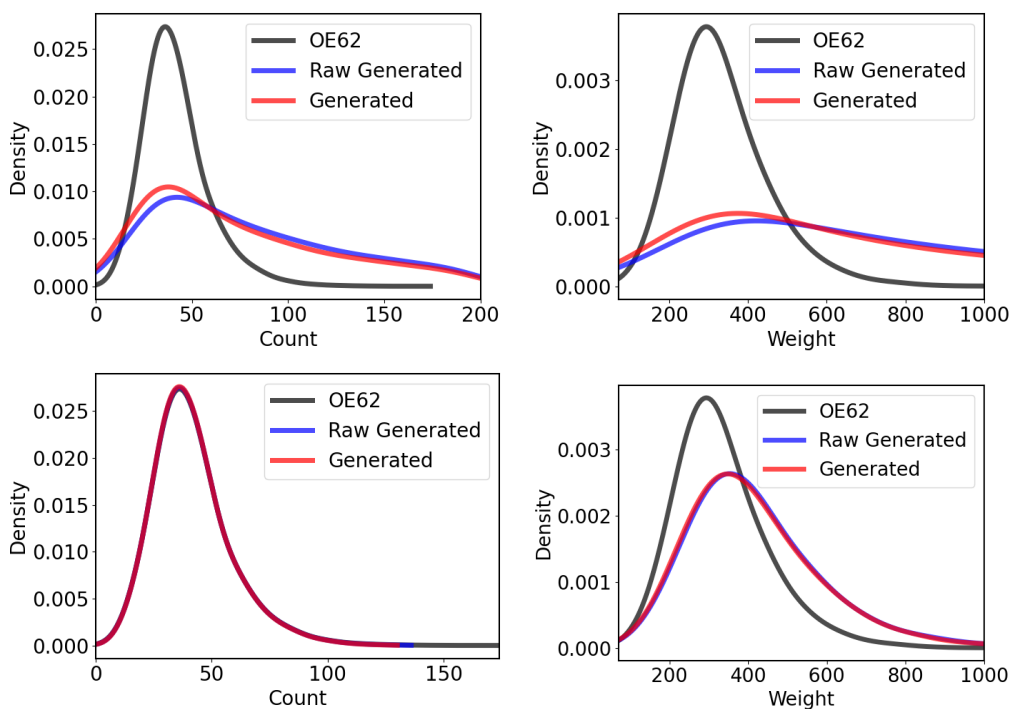 0.025
0.020
0.015
0.010
0.005
0.000
Density
0 50 100 150 200
Count
OE62
Raw Generated
Generated
0.003
0.002
0.001
0.000
Density
200 400 600 800 1000
Weight
OE62
Raw Generated
Generated
0.025
0.020
0.015
0.010
0.005
0.000
Density
0 50 100 150
Count
OE62
Raw Generated
Generated
0.003
0.002
0.001
0.000
Density
200 400 600 800 1000
Weight
OE62
Raw Generated
Generated